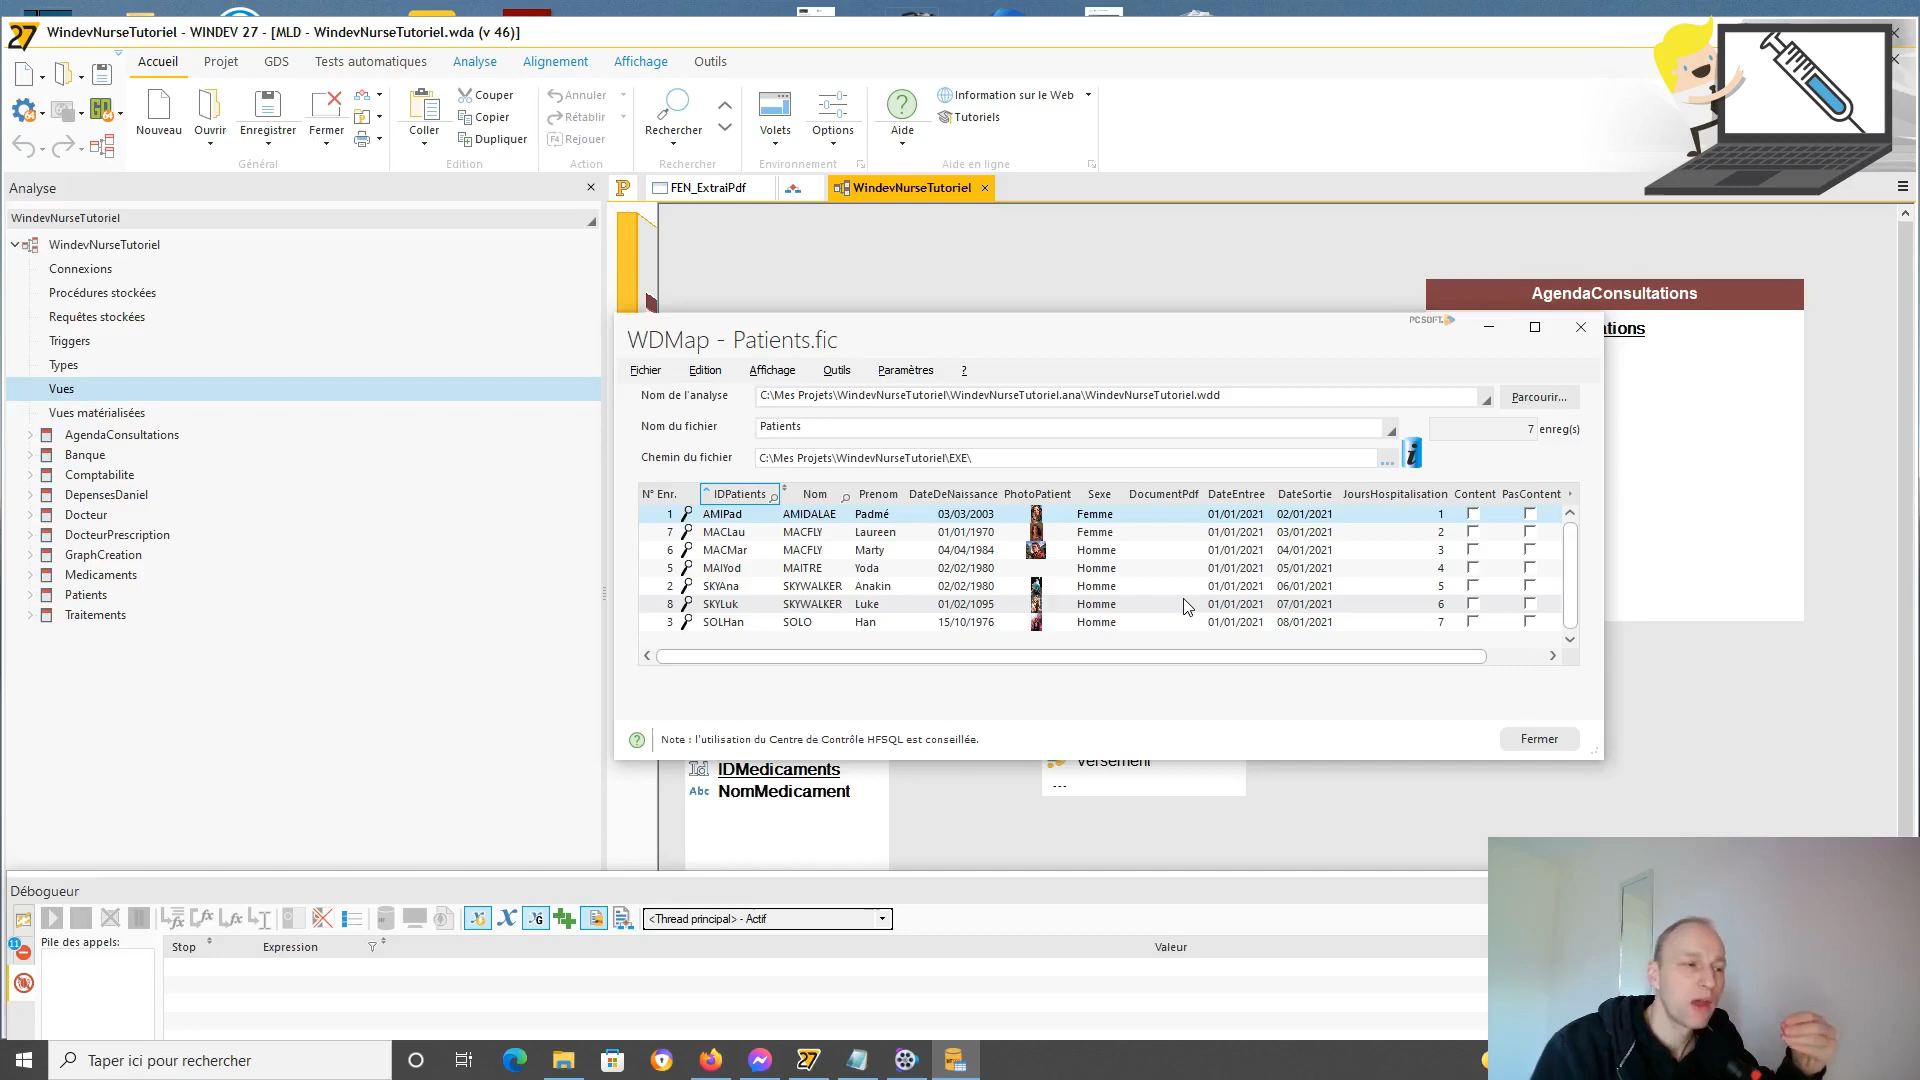 27 WindevNurseTutoriel - WINDEV 27 - [MLD - WindevNurseTutoriel.wda (v 46)]
Accueil Projet GDS Tests automatiques Analyse Alignement Affichage Outils
Nouveau Ouvrir Enregistrer Fermer
Général
Coller Couper
Copier
Dupliquer
Edition
Annuler
Rétablir
F4 Rejouer
Action
Rechercher
Rechercher
Volets Options
Environnement
Aide
Information sur le Web
Tutoriels
Aide en ligne
Analyse
WindevNurseTutoriel
WindevNurseTutoriel
Connexions
Procédures stockées
Requêtes stockées
Triggers
Types
Vues
Vues matérialisées
AgendaConsultations
Banque
Comptabilite
DepensesDaniel
Docteur
DocteurPrescription
GraphCreation
Medicaments
Patients
Traitements
FEN_ExtraiPdf WindevNurseTutoriel
AgendaConsultations
PC SOFT
WDMap - Patients.fic
Fichier Edition Affichage Outils Paramètres ?
Nom de l'analyse C:\Mes Projets\WindevNurseTutoriel\WindevNurseTutoriel.ana\WindevNurseTutoriel.wdd Parcourir...
Nom du fichier Patients 7 enreg(s)
Chemin du fichier C:\Mes Projets\WindevNurseTutoriel\EXE\ ...
N° Enr. IDPatients Nom Prenom DateDeNaissance PhotoPatient Sexe DocumentPdf DateEntree DateSortie JoursHospitalisation Content PasContent
1 AMIPad AMIDALAE Padmé 03/03/2003 Femme 01/01/2021 02/01/2021 1
7 MACLau MACFLY Laureen 01/01/1970 Femme 01/01/2021 03/01/2021 2
6 MACMar MACFLY Marty 04/04/1984 Homme 01/01/2021 04/01/2021 3
5 MAIYod MAITRE Yoda 02/02/1980 Homme 01/01/2021 05/01/2021 4
2 SKYAna SKYWALKER Anakin 02/02/1980 Homme 01/01/2021 06/01/2021 5
8 SKYLuk SKYWALKER Luke 01/02/1095 Homme 01/01/2021 07/01/2021 6
3 SOLHan SOLO Han 15/10/1976 Homme 01/01/2021 08/01/2021 7
Note : l'utilisation du Centre de Contrôle HFSQL est conseillée. Fermer
Id IDMedicaments
Abc NomMedicament
Versement
---
Débogueur
<Thread principal> - Actif
Pile des appels: Stop Expression Valeur
11
Taper ici pour rechercher